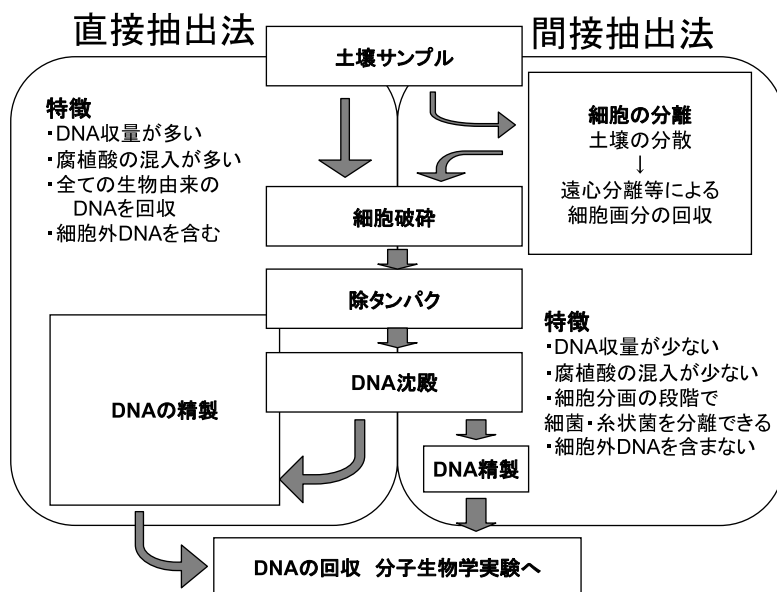 直接抽出法
間接抽出法
土壌サンプル
特徴
・DNA収量が多い
・腐植酸の混入が多い
・全ての生物由来の
DNAを回収
・細胞外DNAを含む
細胞の分離
土壌の分散
↓
遠心分離等による
細胞画分の回収
細胞破砕
除タンパク
DNA沈殿
DNAの精製
特徴
・DNA収量が少ない
・腐植酸の混入が少ない
・細胞分画の段階で
細菌・糸状菌を分離できる
・細胞外DNAを含まない
DNA精製
DNAの回収 分子生物学実験へ